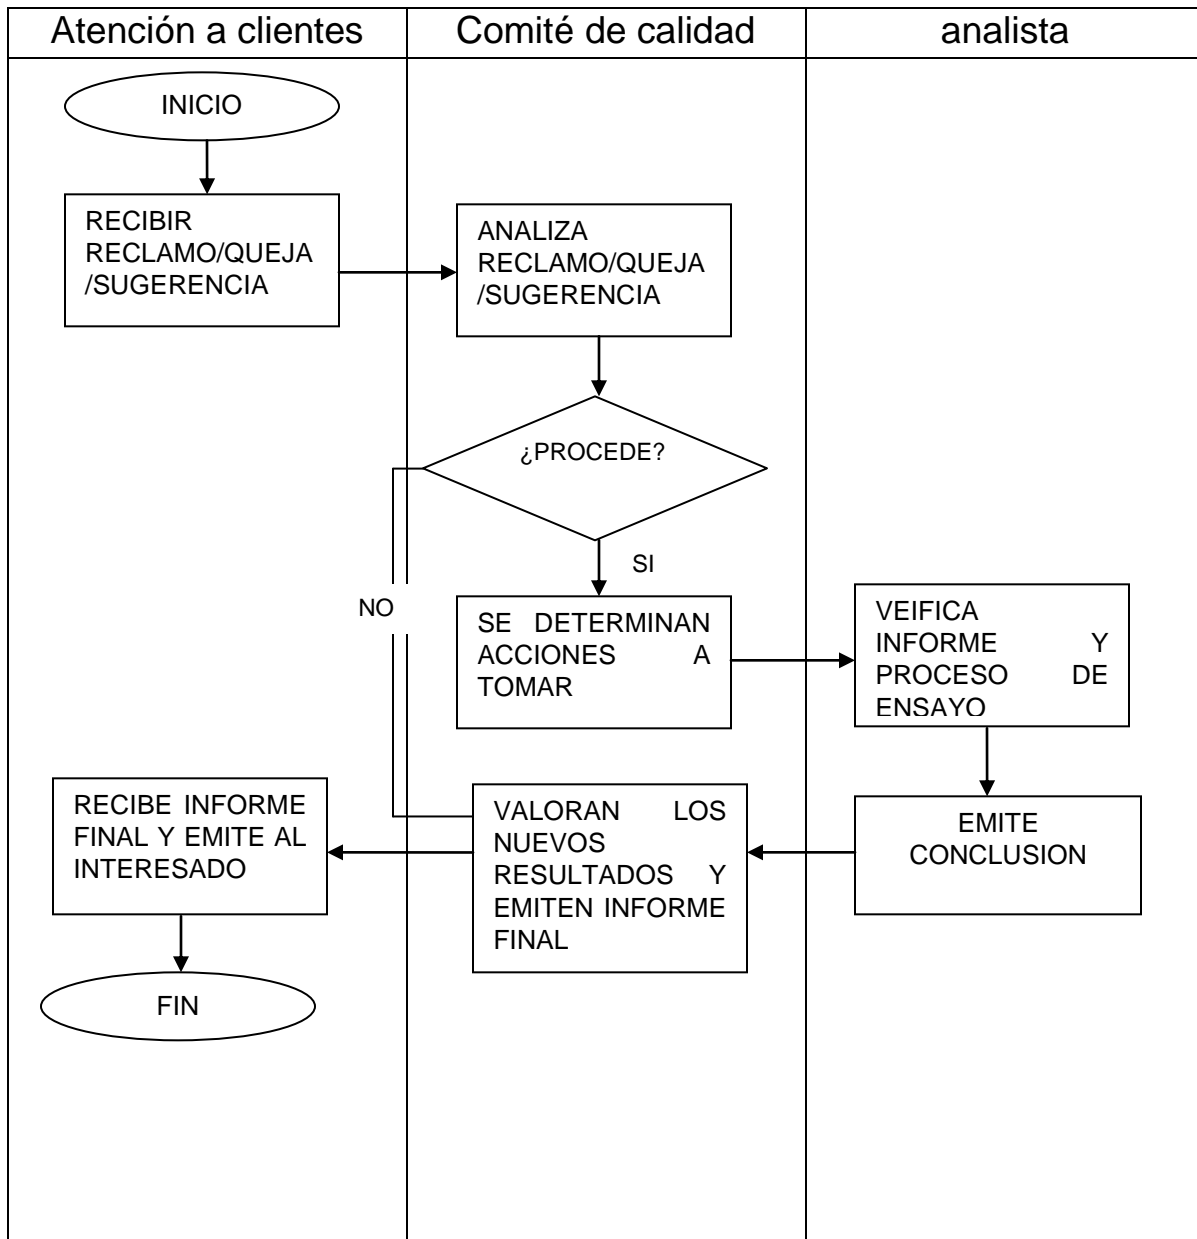 Atención a clientes
Comité de calidad
analista
INICIO
RECIBIR
RECLAMO/QUEJA
/SUGERENCIA
ANALIZA
RECLAMO/QUEJA
/SUGERENCIA
¿PROCEDE?
SI
NO
SE DETERMINAN
ACCIONES A
TOMAR
VEIFICA
INFORME Y
PROCESO DE
ENSAYO
EMITE
CONCLUSION
VALORAN LOS
NUEVOS
RESULTADOS Y
EMITEN INFORME
FINAL
RECIBE INFORME
FINAL Y EMITE AL
INTERESADO
FIN